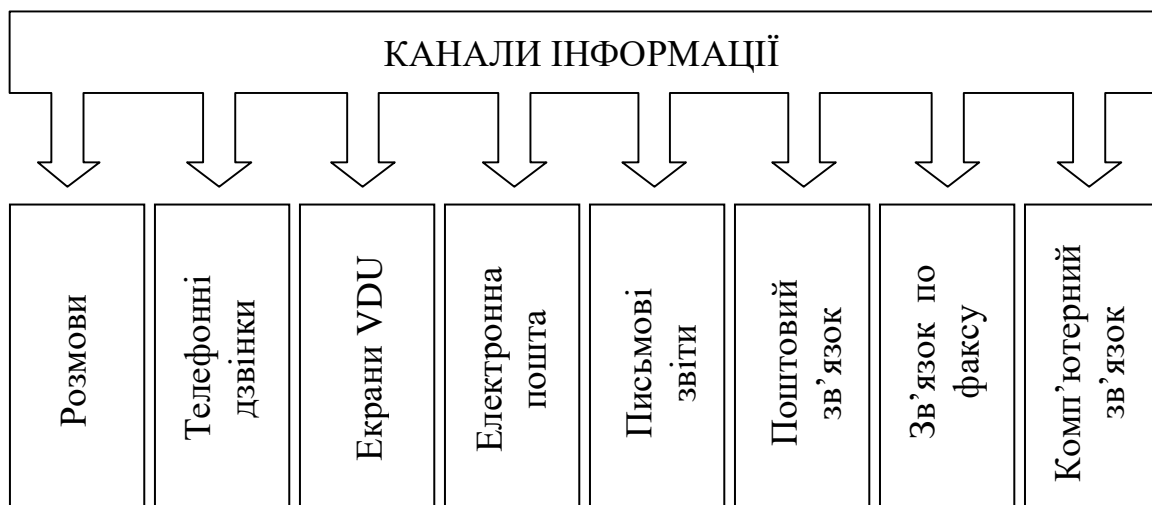 КАНАЛИ ІНФОРМАЦІЇ
Розмови
Телефонні
дзвінки
Екрани VDU
Електронна
пошта
Письмові
звіти
Поштовий
зв’язок
Зв’язок по
факсу
Комп’ютерний
зв’язок